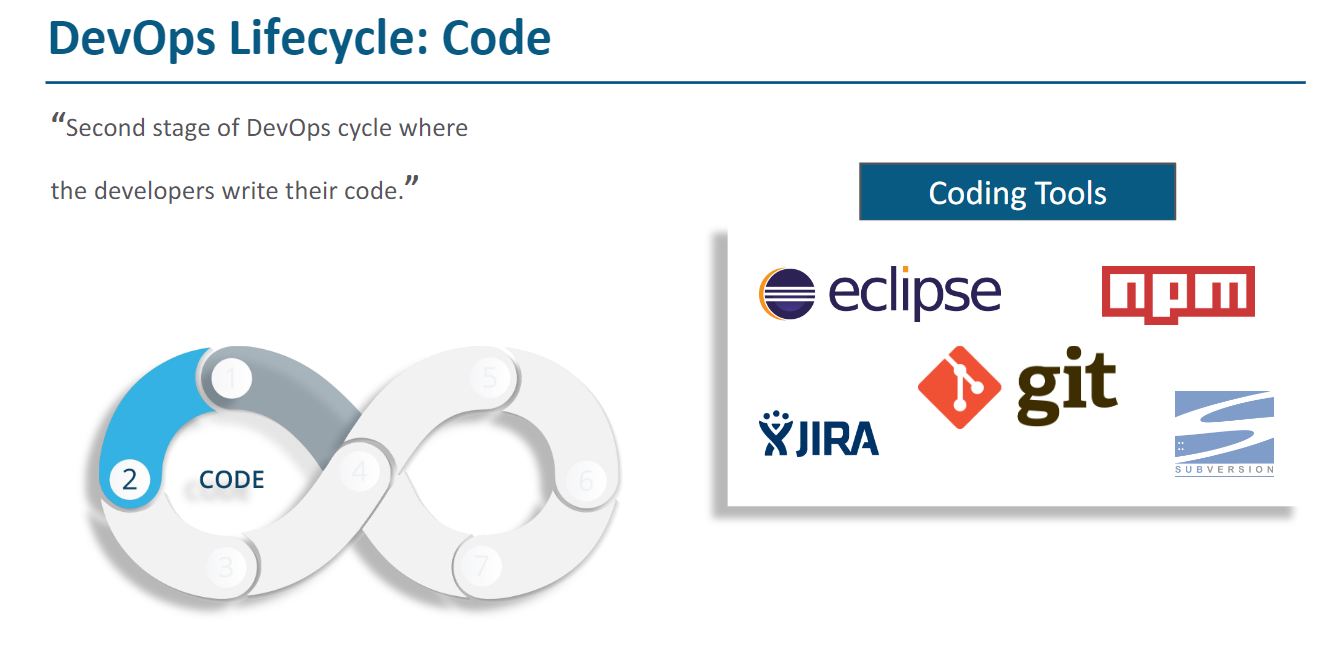 DevOps Lifecycle: Code
“Second stage of DevOps cycle where
the developers write their code.”
Coding Tools
eclipse
npm
git
JIRA
SUBVERSION
1
2
CODE
3
4
5
6
7